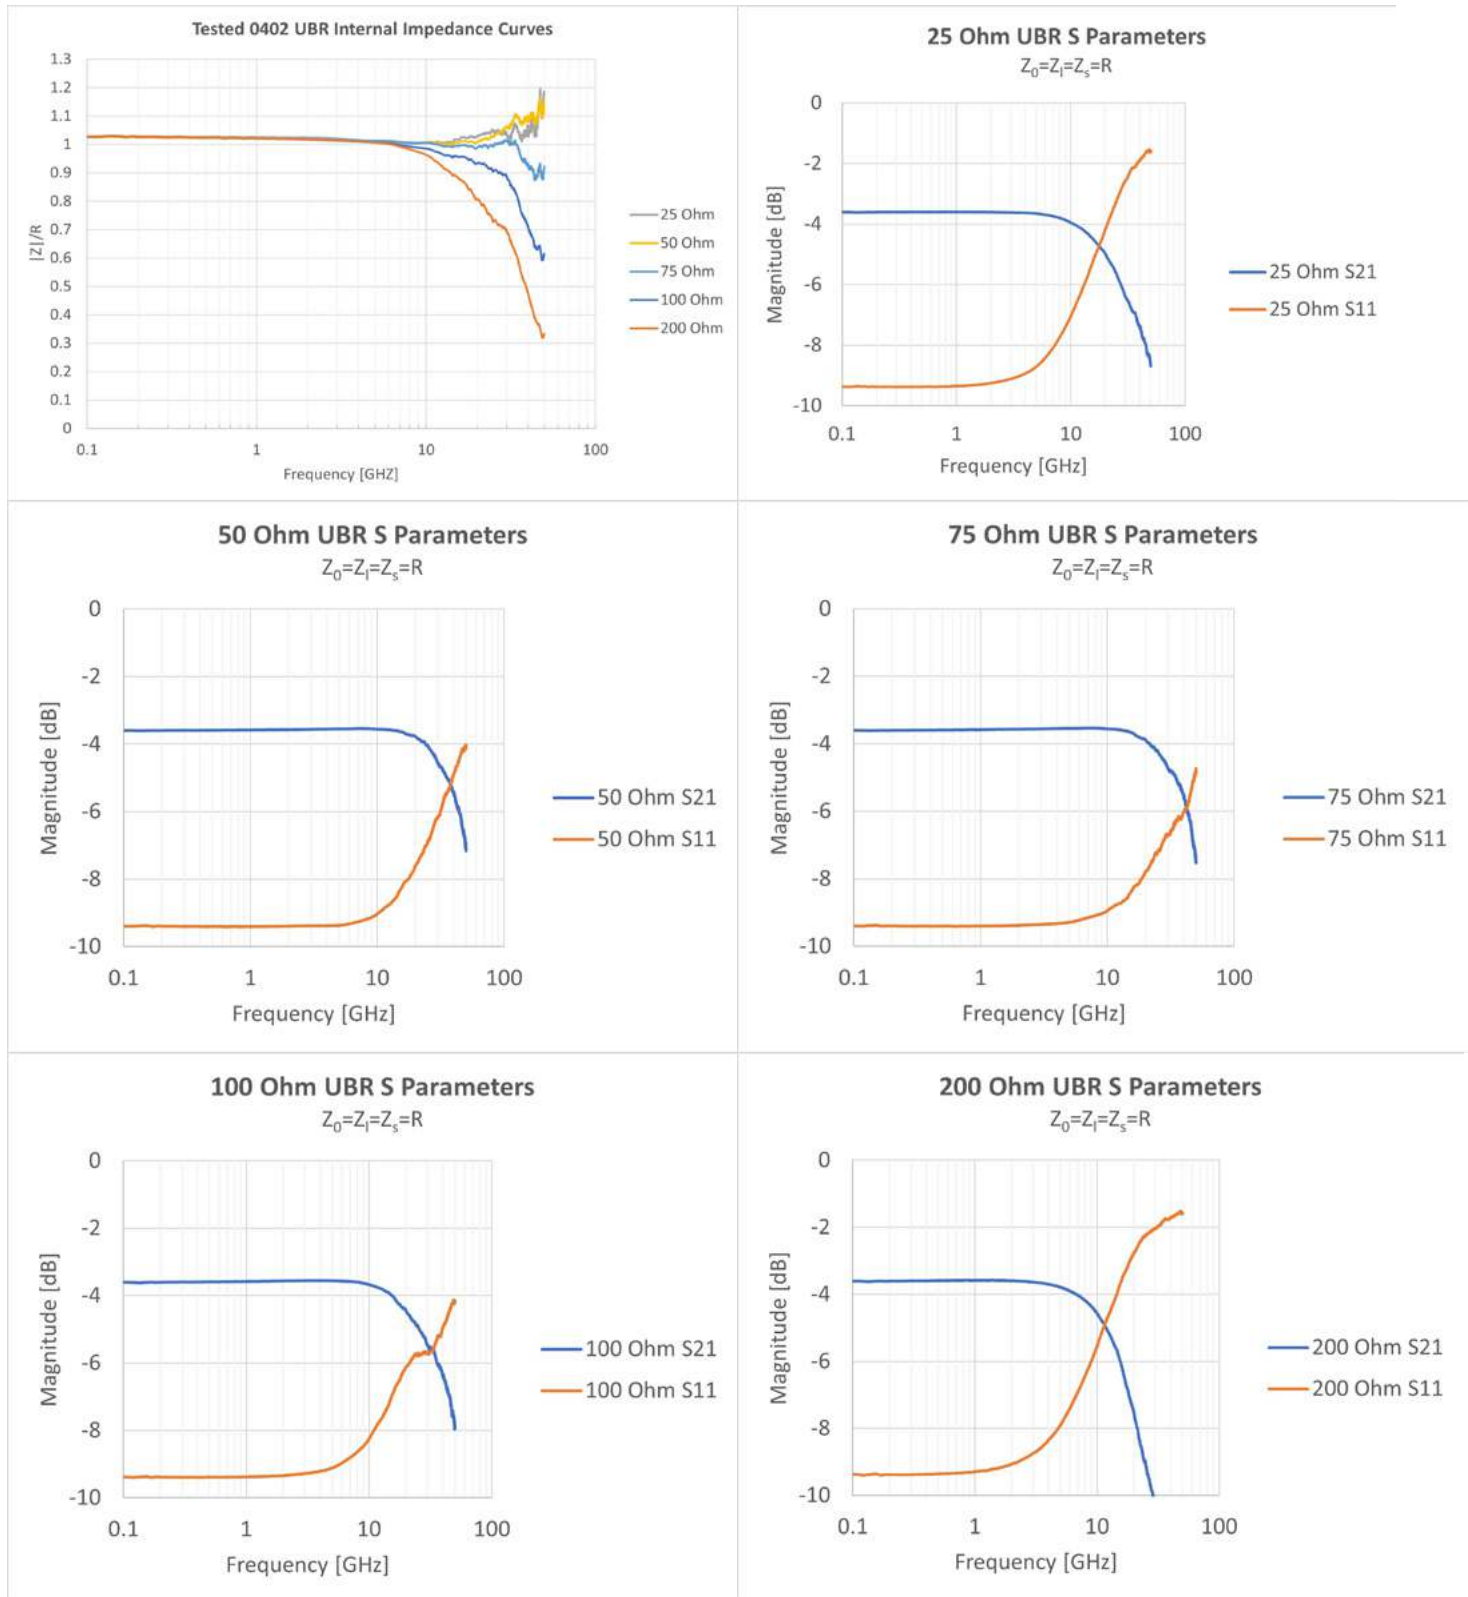 Tested 0402 UBR Internal Impedance Curves
1.3
1.2
1.1
1
0.9
0.8
0.7
0.6
0.5
0.4
0.3
0.2
0.1
0
|Z|/R
0.1 1 10 100
Frequency [GHZ]
25 Ohm
50 Ohm
75 Ohm
100 Ohm
200 Ohm
25 Ohm UBR S Parameters
Z₀=Zₗ=Zₛ=R
0
-2
-4
-6
-8
-10
Magnitude [dB]
0.1 1 10 100
Frequency [GHz]
25 Ohm S21
25 Ohm S11
50 Ohm UBR S Parameters
Z₀=Zₗ=Zₛ=R
0
-2
-4
-6
-8
-10
Magnitude [dB]
0.1 1 10 100
Frequency [GHz]
50 Ohm S21
50 Ohm S11
75 Ohm UBR S Parameters
Z₀=Zₗ=Zₛ=R
0
-2
-4
-6
-8
-10
Magnitude [dB]
0.1 1 10 100
Frequency [GHz]
75 Ohm S21
75 Ohm S11
100 Ohm UBR S Parameters
Z₀=Zₗ=Zₛ=R
0
-2
-4
-6
-8
-10
Magnitude [dB]
0.1 1 10 100
Frequency [GHz]
100 Ohm S21
100 Ohm S11
200 Ohm UBR S Parameters
Z₀=Zₗ=Zₛ=R
0
-2
-4
-6
-8
-10
Magnitude [dB]
0.1 1 10 100
Frequency [GHz]
200 Ohm S21
200 Ohm S11